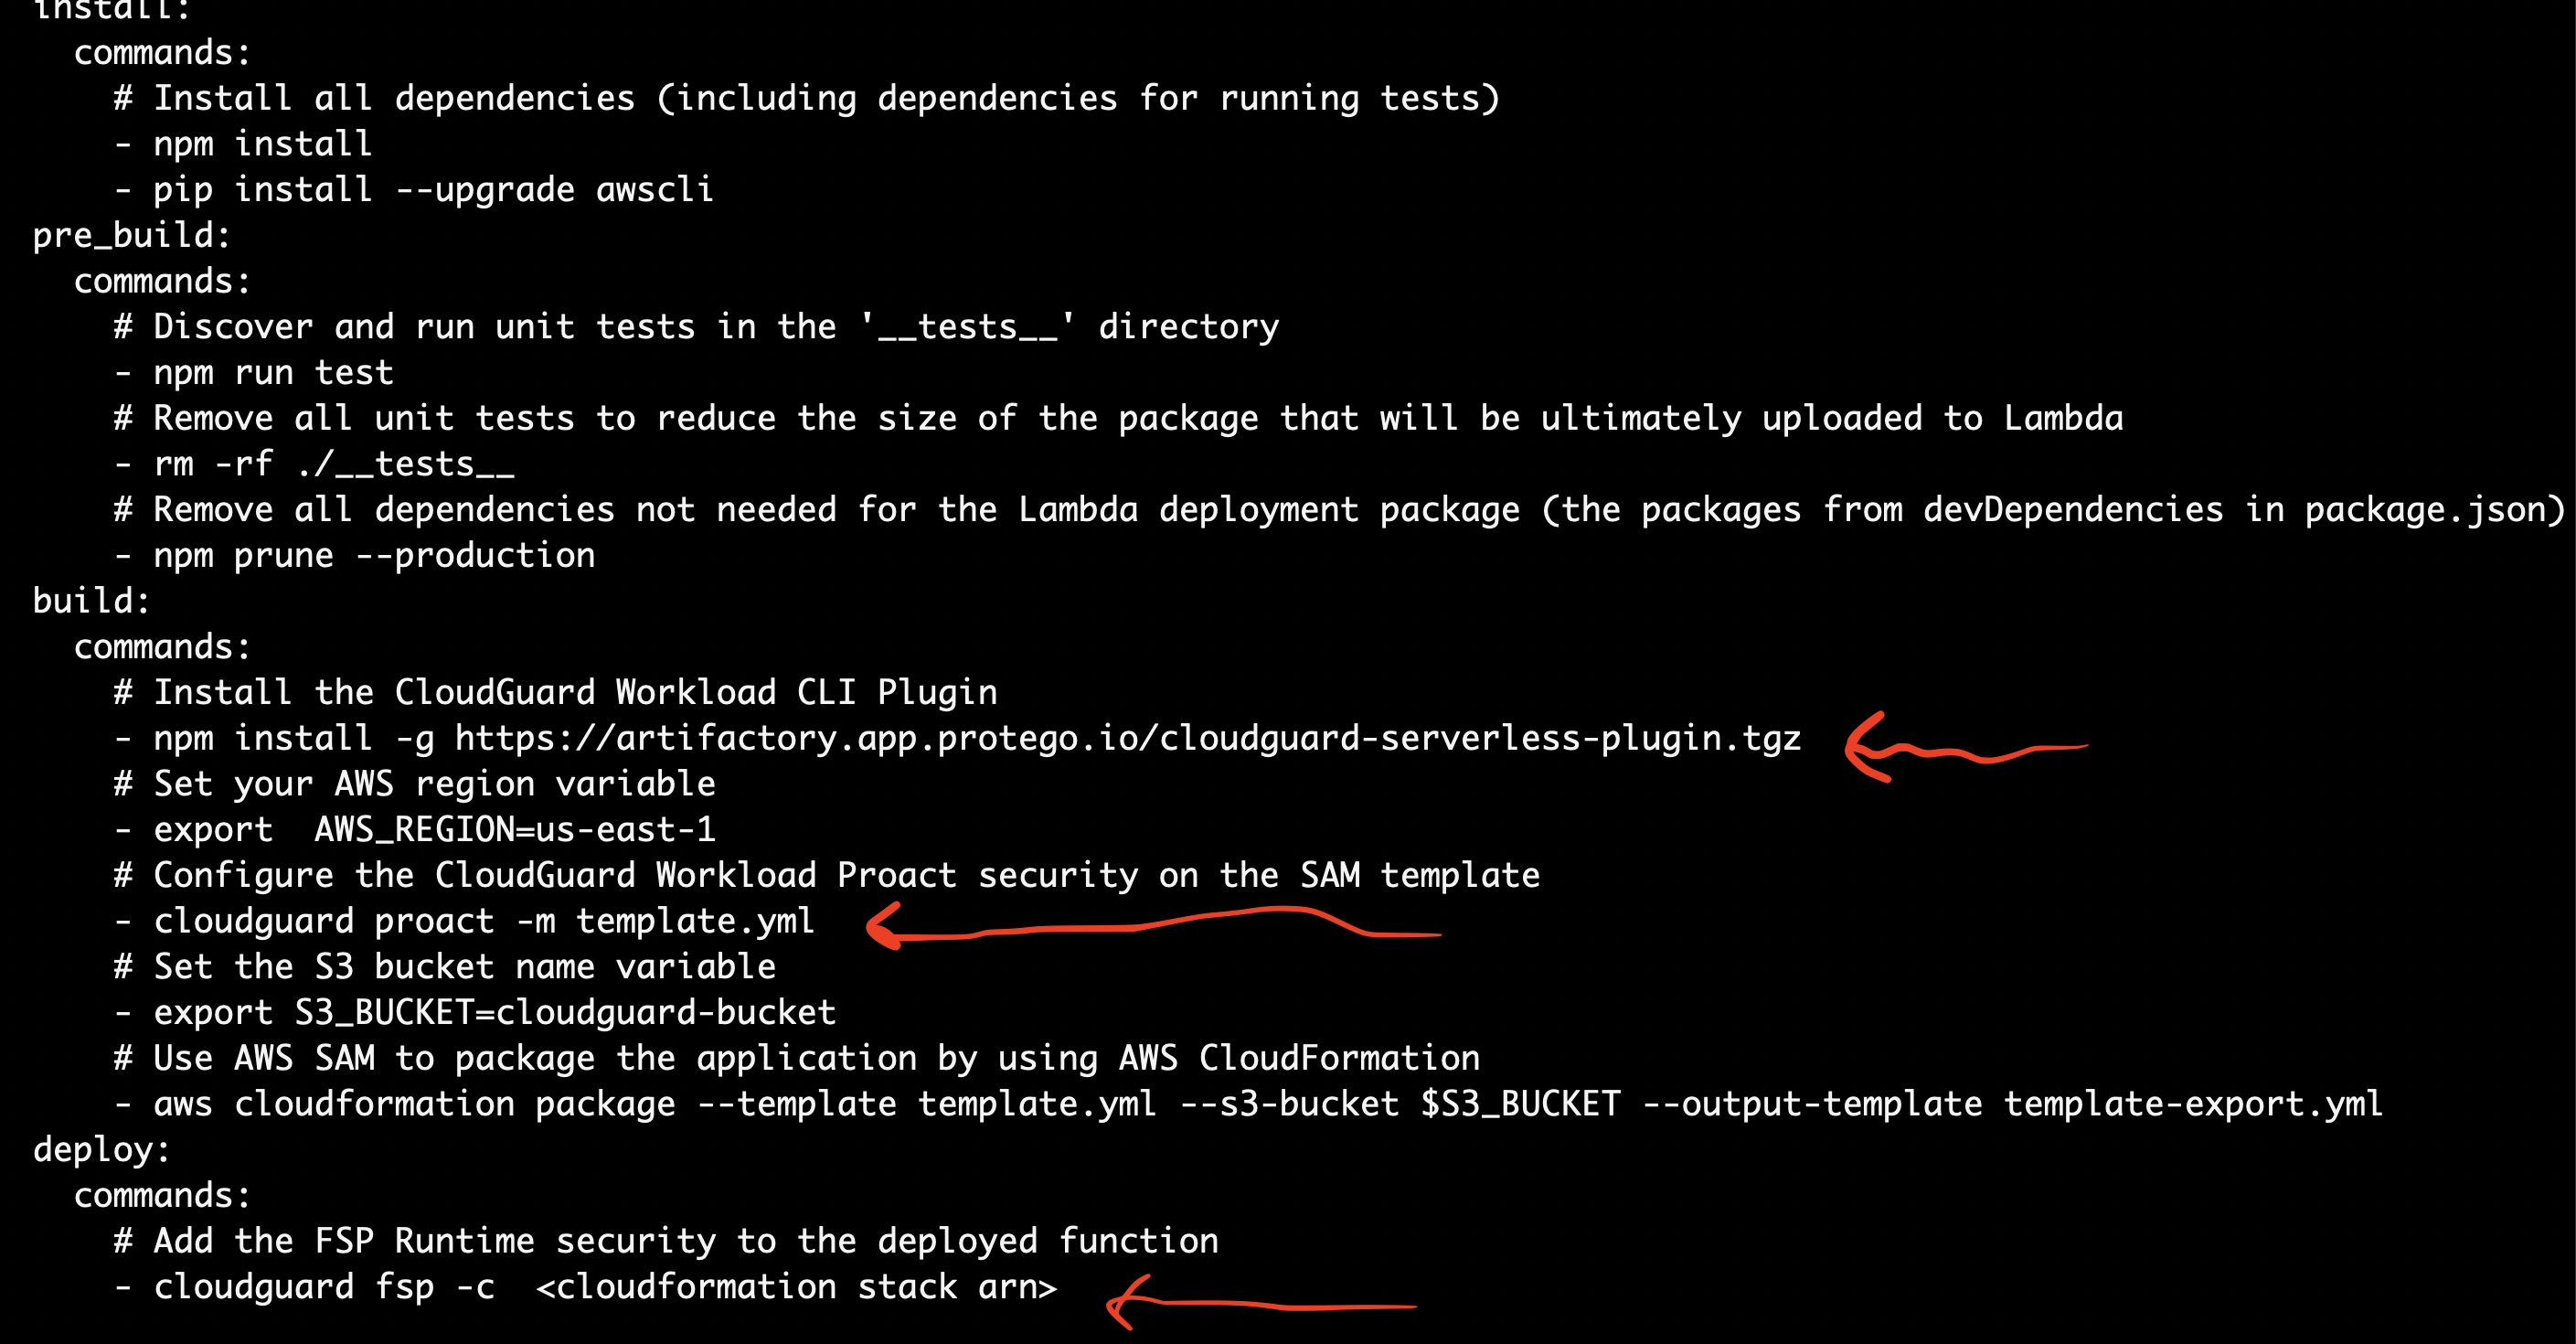 install:
commands:
# Install all dependencies (including dependencies for running tests)
- npm install
- pip install --upgrade awscli
pre_build:
commands:
# Discover and run unit tests in the '__tests__' directory
- npm run test
# Remove all unit tests to reduce the size of the package that will be ultimately uploaded to Lambda
- rm -rf ./__tests__
# Remove all dependencies not needed for the Lambda deployment package (the packages from devDependencies in package.json)
- npm prune --production
build:
commands:
# Install the CloudGuard Workload CLI Plugin
- npm install -g https://artifactory.app.protego.io/cloudguard-serverless-plugin.tgz
# Set your AWS region variable
- export  AWS_REGION=us-east-1
# Configure the CloudGuard Workload Proact security on the SAM template
- cloudguard proact -m template.yml
# Set the S3 bucket name variable
- export S3_BUCKET=cloudguard-bucket
# Use AWS SAM to package the application by using AWS CloudFormation
- aws cloudformation package --template template.yml --s3-bucket $S3_BUCKET --output-template template-export.yml
deploy:
commands:
# Add the FSP Runtime security to the deployed function
- cloudguard fsp -c  <cloudformation stack arn>